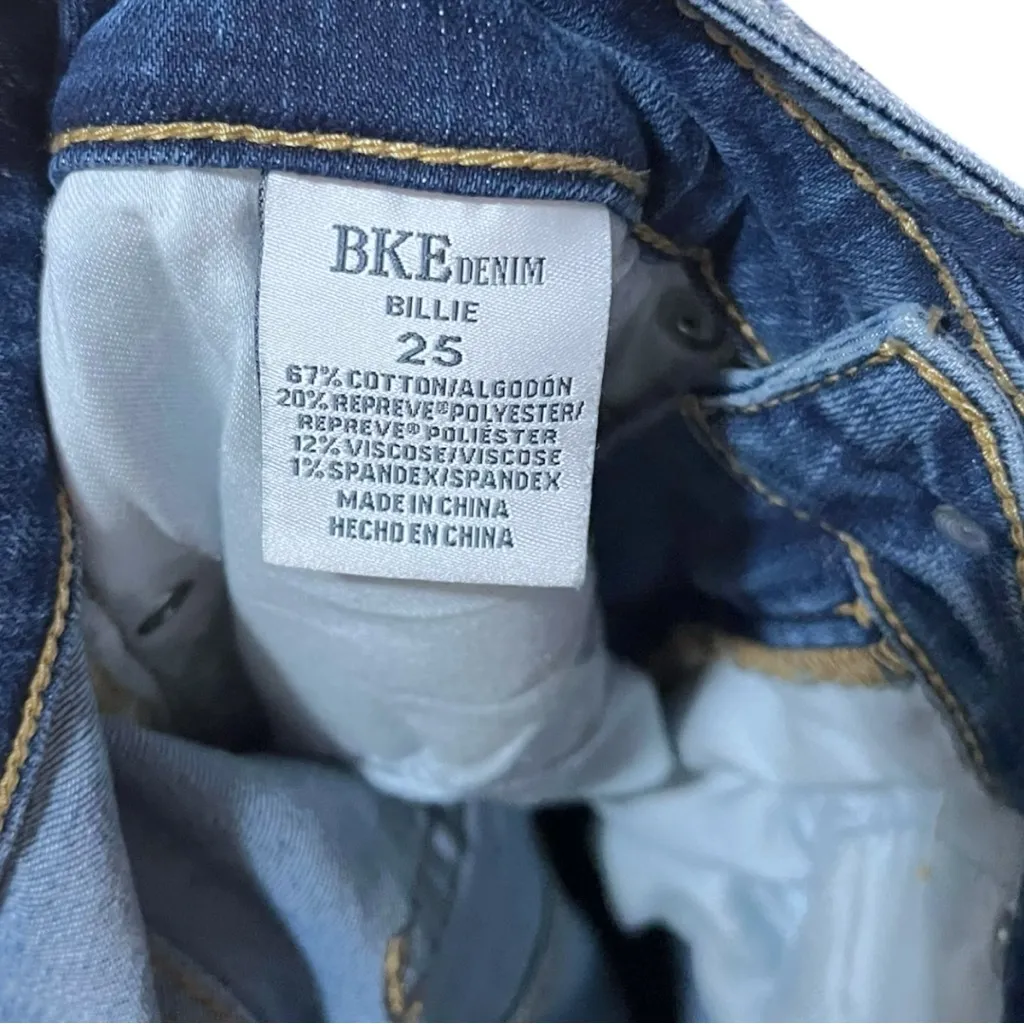 BKE DENIM
BILLIE
25
67% COTTON/ALGODÓN
20% REPREVE® POLYESTER/
REPREVE® POLIÉSTER
12% VISCOSE/VISCOSE
1% SPANDEX/SPANDEX
MADE IN CHINA
HECHO EN CHINA